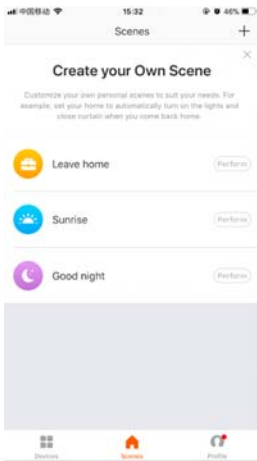 中国移动 15:32 46%
Scenes +
Create your Own Scene
Customize your own personal scenes to suit your needs. For
example, set your home to automatically turn on the lights and
close curtain when you come back home.
Leave home Perform
Sunrise Perform
Good night Perform
Devices Scenes Profile